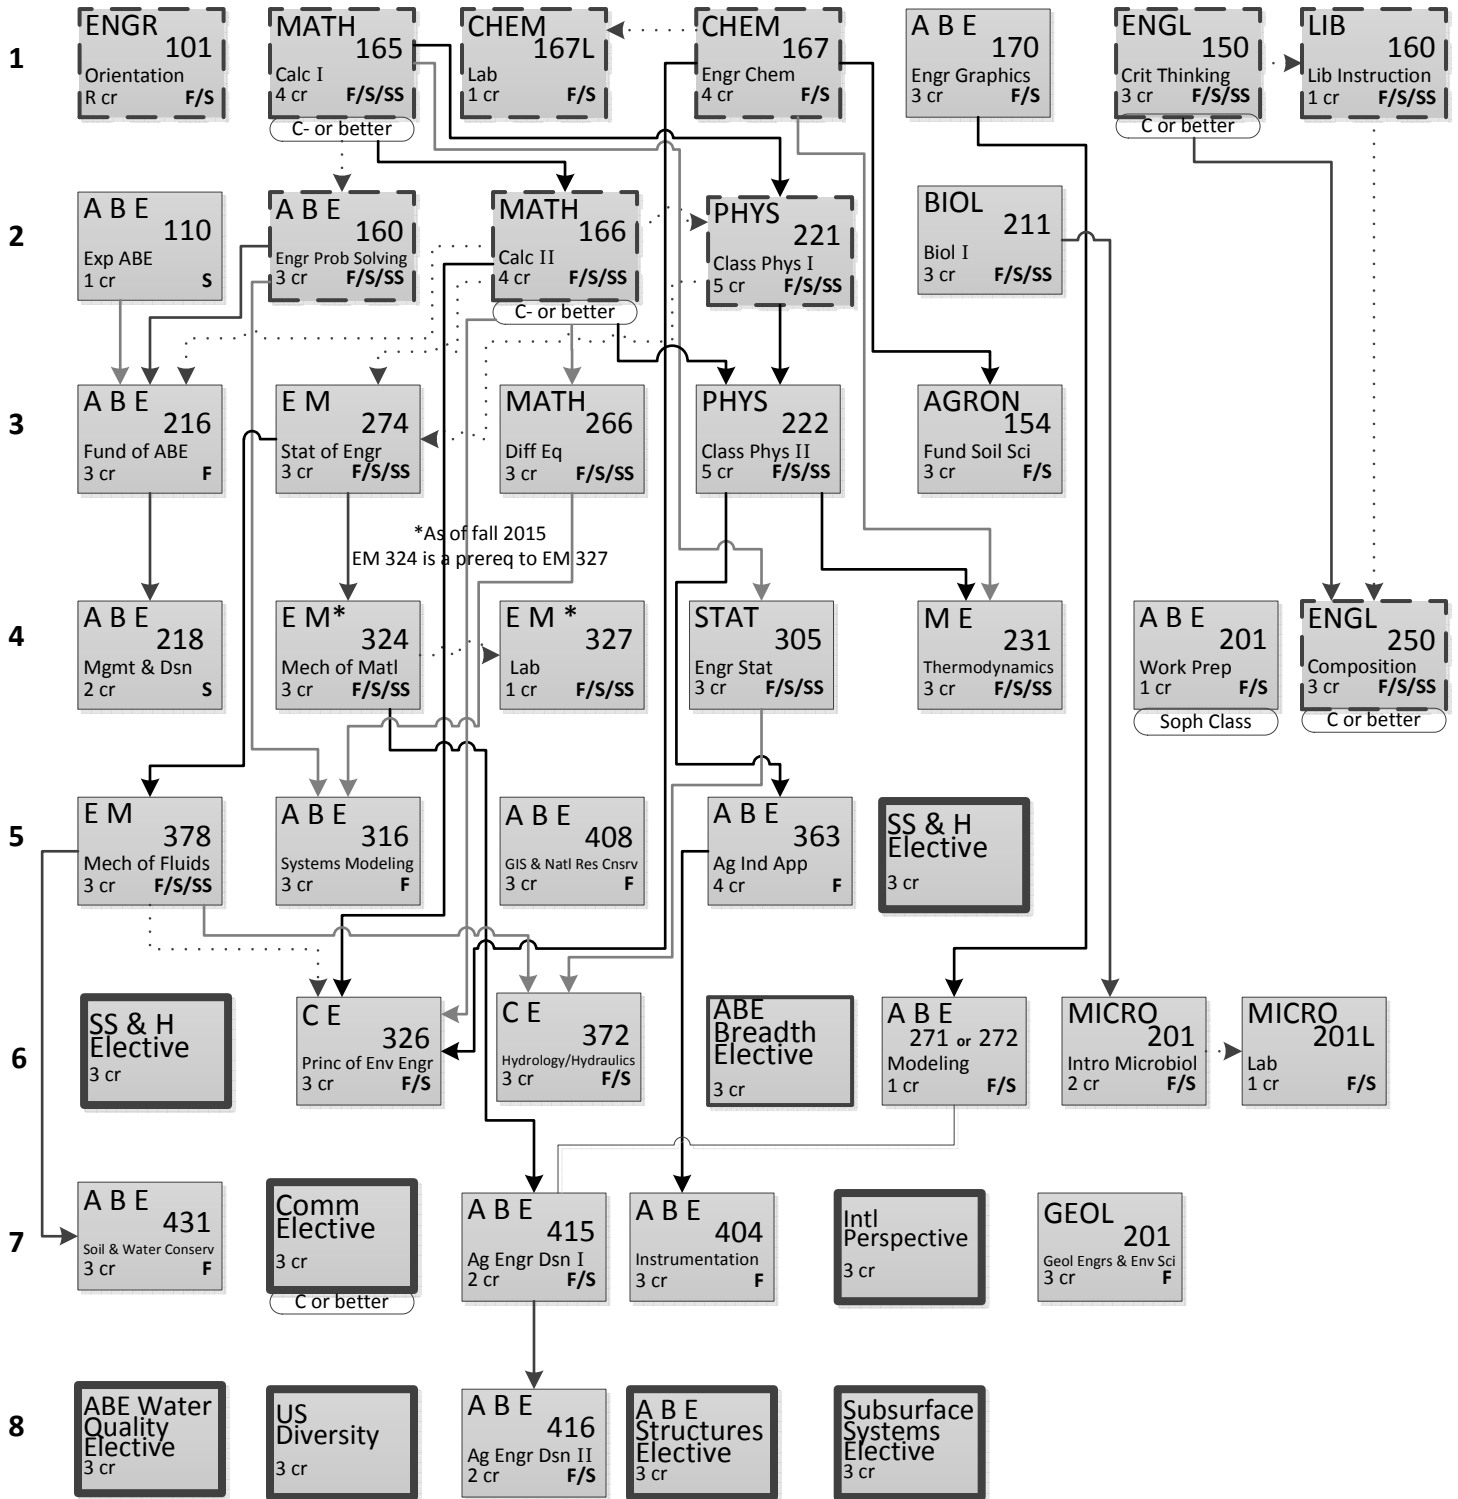 1
ENGR
101
Orientation
R cr F/S
MATH
165
Calc I
4 cr F/S/SS
C- or better
CHEM
167L
Lab
1 cr F/S
CHEM
167
Engr Chem
4 cr F/S
A B E
170
Engr Graphics
3 cr F/S
ENGL
150
Crit Thinking
3 cr F/S/SS
C or better
LIB
160
Lib Instruction
1 cr F/S/SS
2
A B E
110
Exp ABE
1 cr S
A B E
160
Engr Prob Solving
3 cr F/S/SS
MATH
166
Calc II
4 cr F/S/SS
C- or better
PHYS
221
Class Phys I
5 cr F/S/SS
BIOL
211
Biol I
3 cr F/S/SS
3
A B E
216
Fund of ABE
3 cr F
E M
274
Stat of Engr
3 cr F/S/SS
MATH
266
Diff Eq
3 cr F/S/SS
PHYS
222
Class Phys II
5 cr F/S/SS
AGRON
154
Fund Soil Sci
3 cr F/S
*As of fall 2015
EM 324 is a prereq to EM 327
4
A B E
218
Mgmt & Dsn
2 cr S
E M*
324
Mech of Matl
3 cr F/S/SS
E M *
327
Lab
1 cr F/S/SS
STAT
305
Engr Stat
3 cr F/S/SS
M E
231
Thermodynamics
3 cr F/S/SS
A B E
201
Work Prep
1 cr F/S
Soph Class
ENGL
250
Composition
3 cr F/S/SS
C or better
5
E M
378
Mech of Fluids
3 cr F/S/SS
A B E
316
Systems Modeling
3 cr F
A B E
408
GIS & Natl Res Cnsrv
3 cr F
A B E
363
Ag Ind App
4 cr F
SS & H
Elective
3 cr
6
SS & H
Elective
3 cr
C E
326
Princ of Env Engr
3 cr F/S
C E
372
Hydrology/Hydraulics
3 cr F/S
ABE
Breadth
Elective
3 cr
A B E
271 or 272
Modeling
1 cr F/S
MICRO
201
Intro Microbiol
2 cr F/S
MICRO
201L
Lab
1 cr F/S
7
A B E
431
Soil & Water Conserv
3 cr F
Comm
Elective
3 cr
C or better
A B E
415
Ag Engr Dsn I
2 cr F/S
A B E
404
Instrumentation
3 cr F
Intl
Perspective
3 cr
GEOL
201
Geol Engrs & Env Sci
3 cr F
8
ABE Water
Quality
Elective
3 cr
US
Diversity
3 cr
A B E
416
Ag Engr Dsn II
2 cr F/S
A B E
Structures
Elective
3 cr
Subsurface
Systems
Elective
3 cr